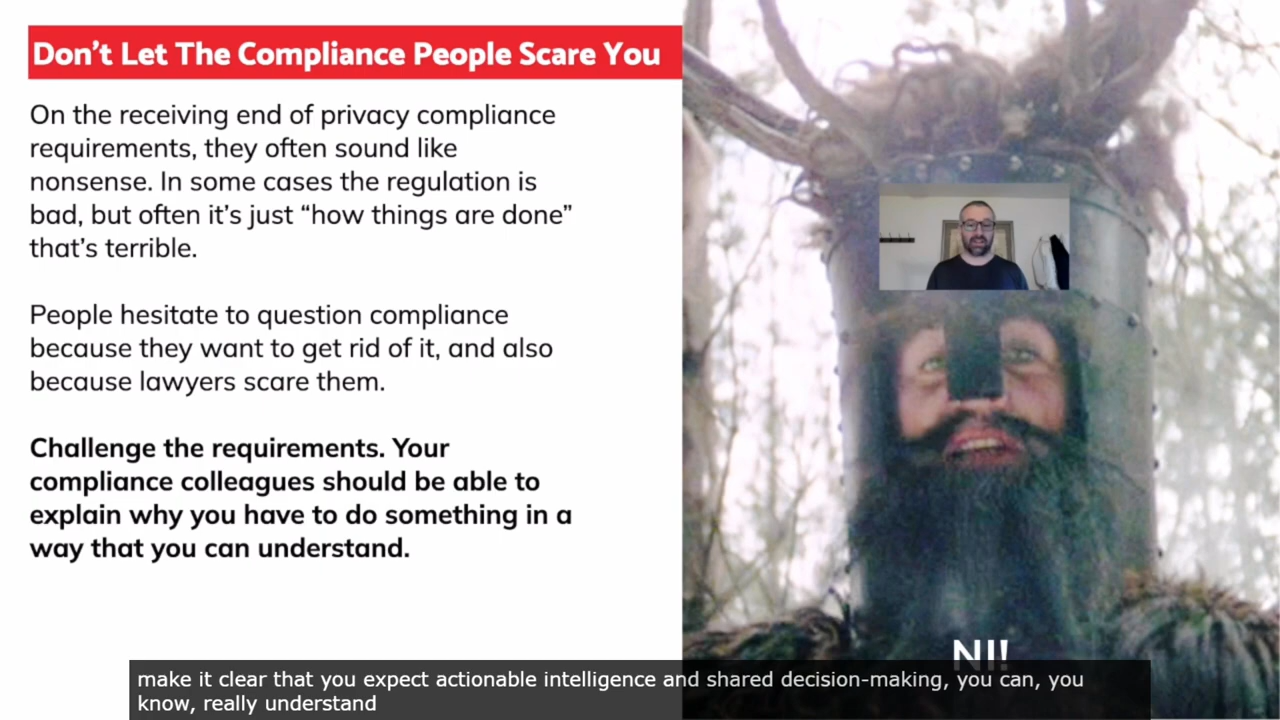 Don’t Let The Compliance People Scare You
On the receiving end of privacy compliance
requirements, they often sound like
nonsense. In some cases the regulation is
bad, but often it’s just “how things are done”
that’s terrible.
People hesitate to question compliance
because they want to get rid of it, and also
because lawyers scare them.
Challenge the requirements. Your
compliance colleagues should be able to
explain why you have to do something in a
way that you can understand.
NI!
make it clear that you expect actionable intelligence and shared decision-making, you can, you
know, really understand